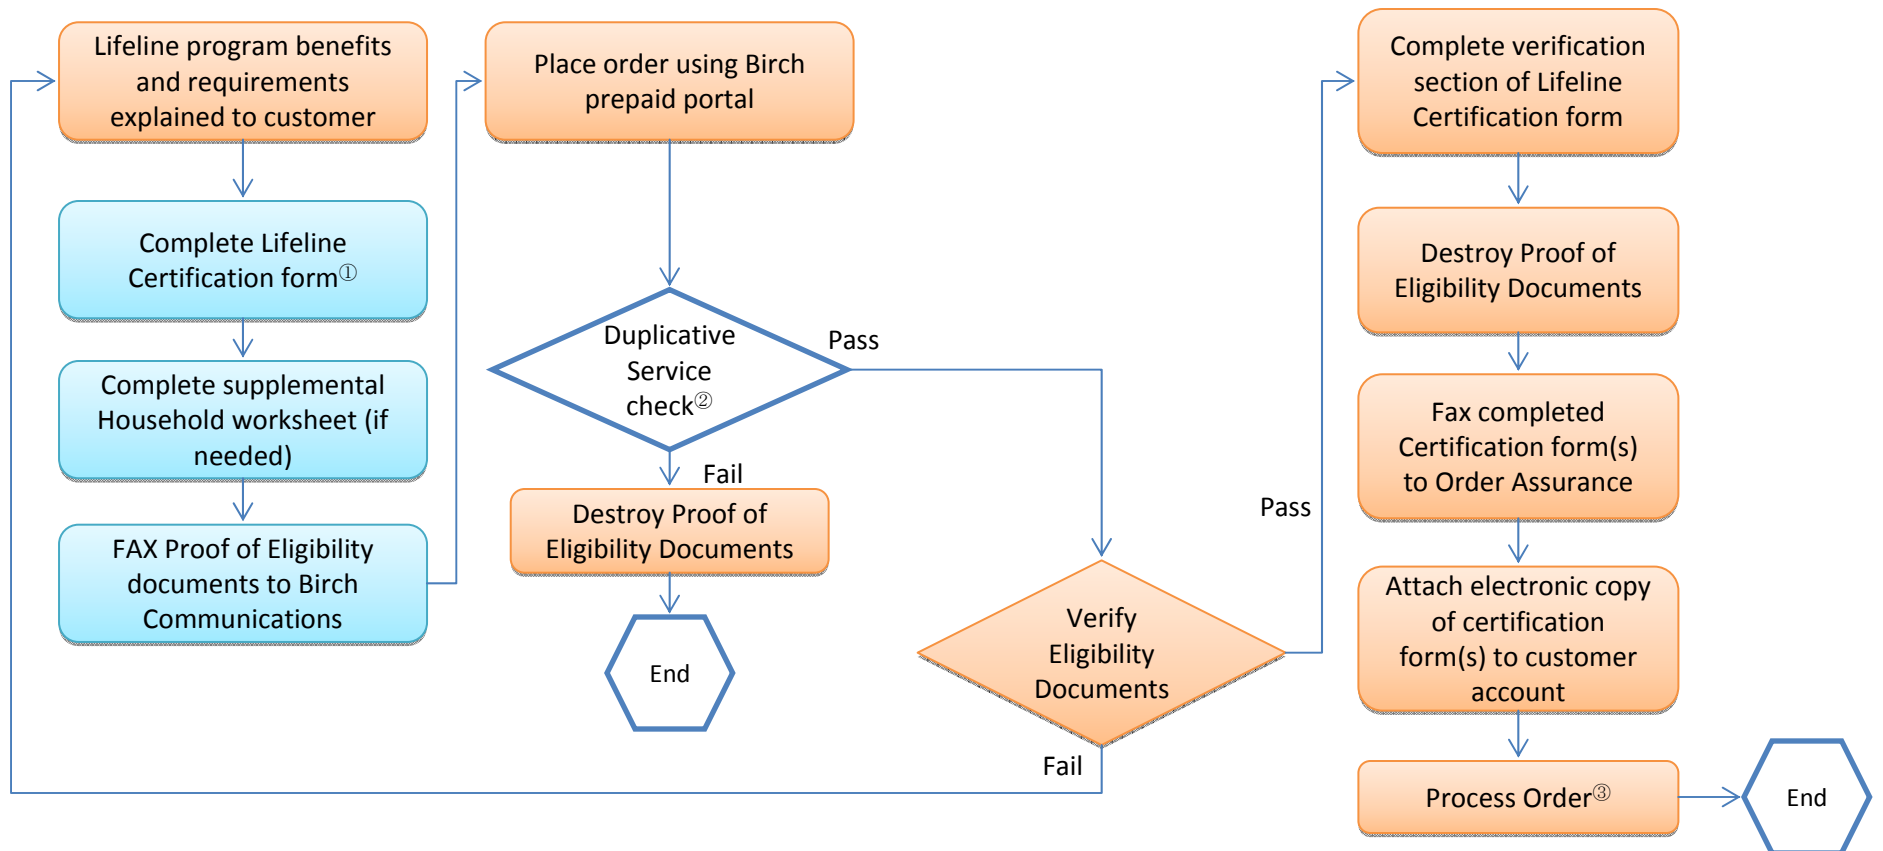 Lifeline program benefits
and requirements
explained to customer
Complete Lifeline
Certification form①
Complete supplemental
Household worksheet (if
needed)
FAX Proof of Eligibility
documents to Birch
Communications
Place order using Birch
prepaid portal
Duplicative
Service
check②
Pass
Fail
Destroy Proof of
Eligibility Documents
End
Verify
Eligibility
Documents
Fail
Pass
Complete verification
section of Lifeline
Certification form
Destroy Proof of
Eligibility Documents
Fax completed
Certification form(s)
to Order Assurance
Attach electronic copy
of certification
form(s) to customer
account
Process Order③
End